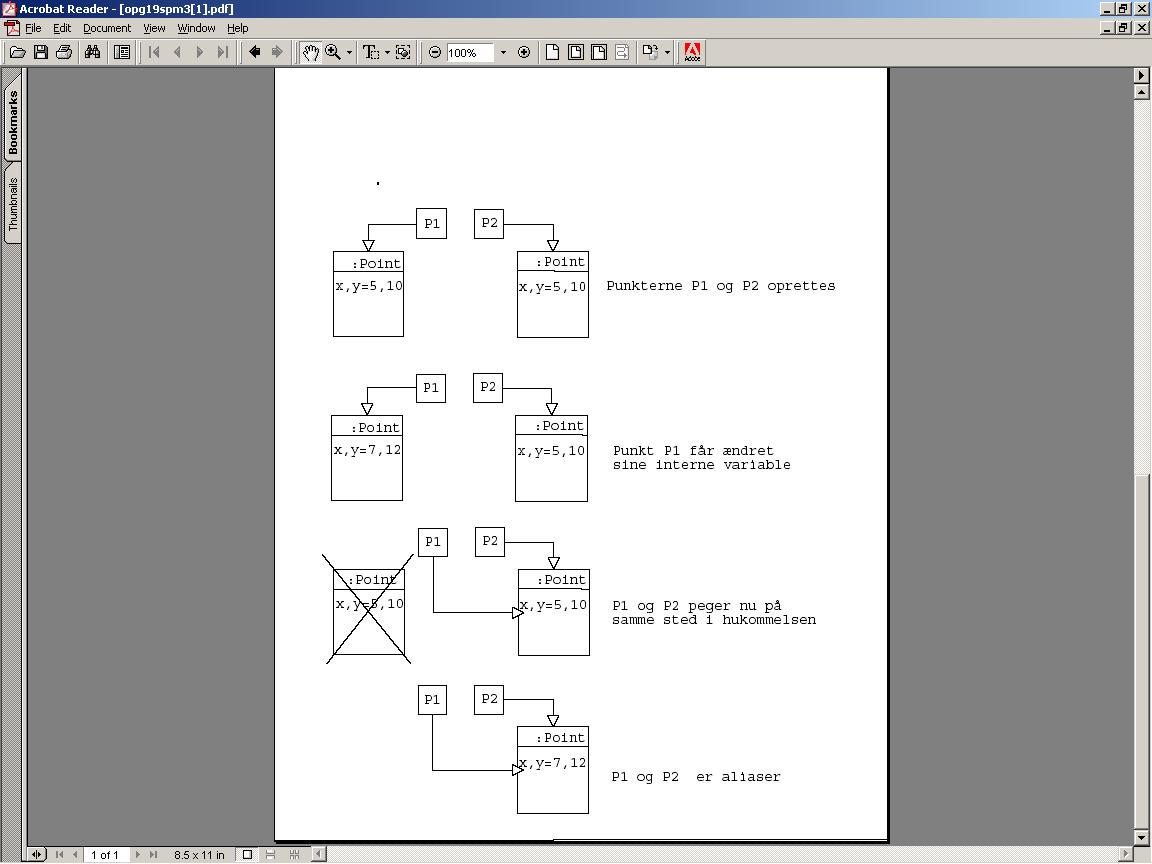 Acrobat Reader - [opg19spm3[1].pdf]
File Edit Document View Window Help
100%
Adobe
Bookmarks
Thumbnails
P1 P2
:Point :Point
x,y=5,10 x,y=5,10 Punkterne P1 og P2 oprettes
P1 P2
:Point :Point
x,y=7,12 x,y=5,10 Punkt P1 får ændret
sine interne variable
P1 P2
:Point :Point
x,y=5,10 x,y=5,10 P1 og P2 peger nu på
samme sted i hukommelsen
P1 P2
:Point
x,y=7,12 P1 og P2 er aliaser
1 of 1 8.5 x 11 in